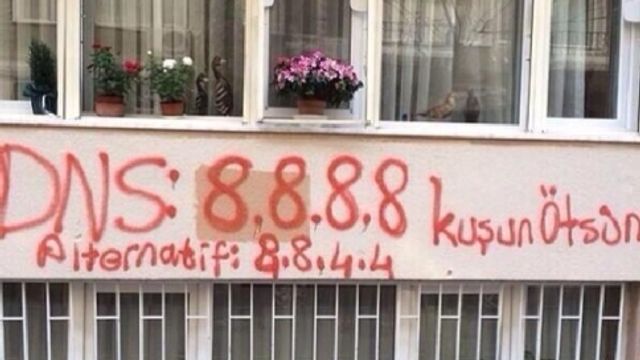 DNS: 8.8.8.8 kuşun Ötsün
Alternatif: 8.8.4.4